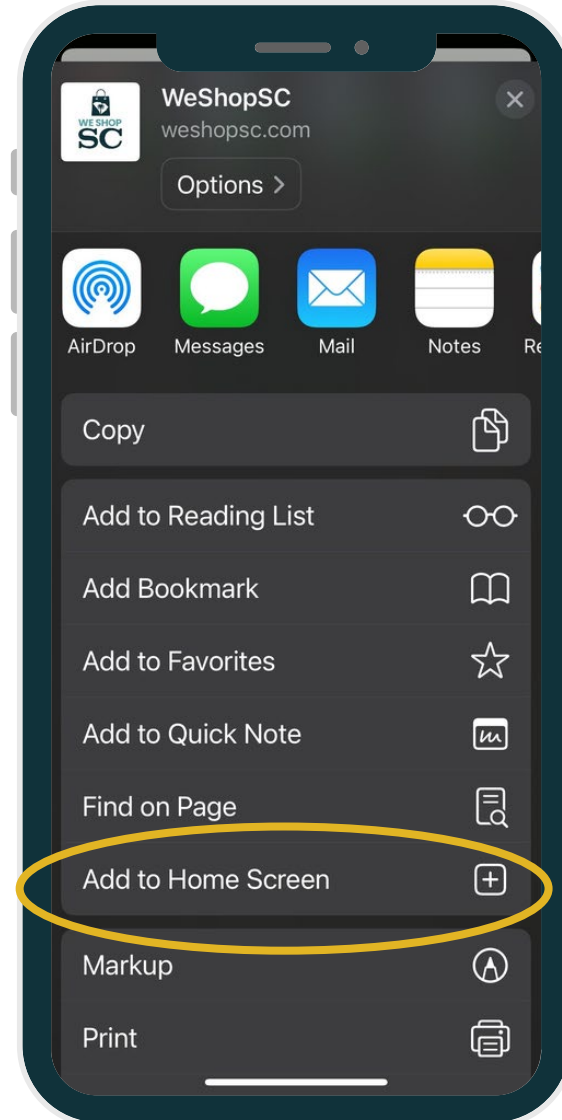 WeShopSC
WE SHOP
SC
weshopsc.com
Options
AirDrop
Messages
Mail
Notes
Re
Copy
Add to Reading List
Add Bookmark
Add to Favorites
Add to Quick Note
Find on Page
Add to Home Screen
Markup
Print